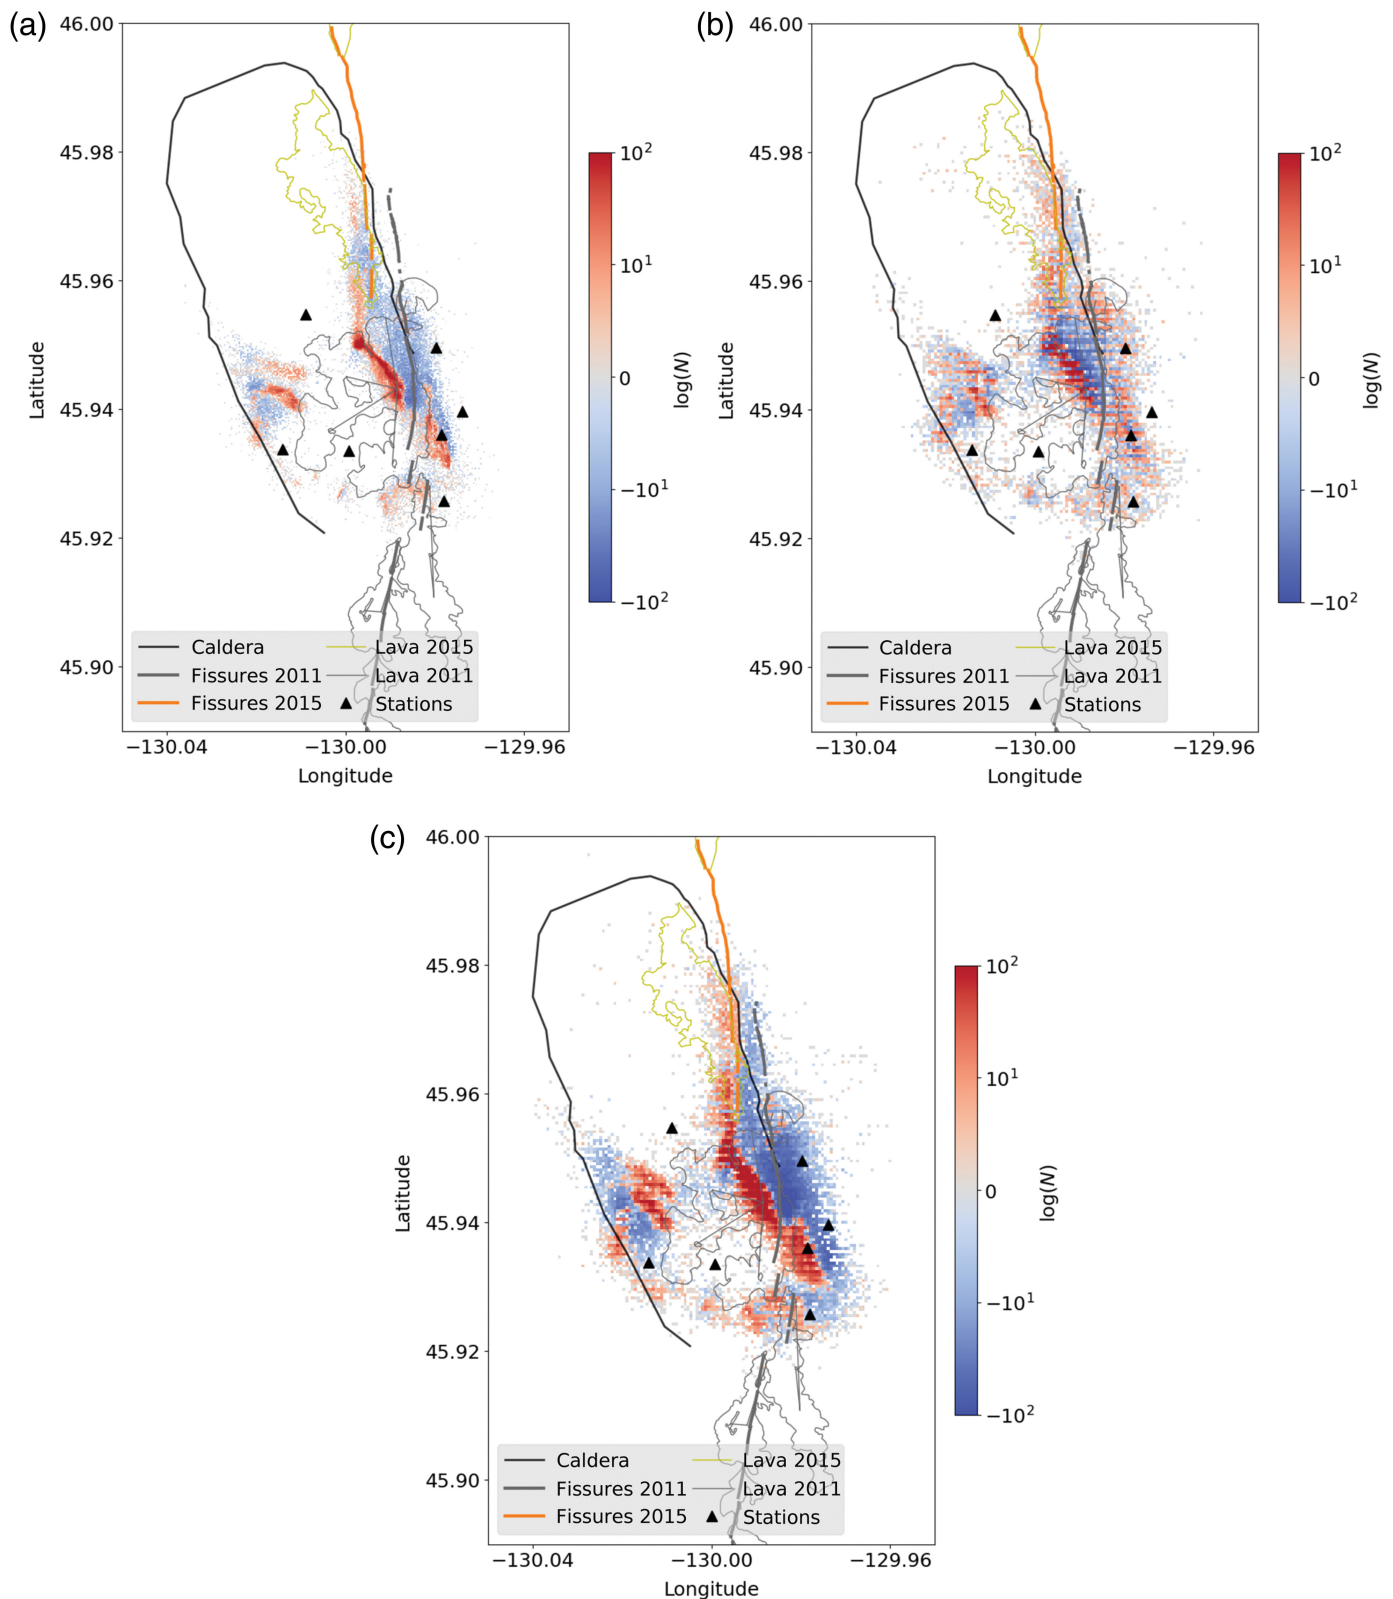 (a)
46.00
45.98
45.96
45.94
45.92
45.90
Latitude
−130.04
−130.00
−129.96
Longitude
10²
10¹
0
−10¹
−10²
log(N)
Caldera
Fissures 2011
Fissures 2015
Lava 2015
Lava 2011
Stations
(b)
46.00
45.98
45.96
45.94
45.92
45.90
Latitude
−130.04
−130.00
−129.96
Longitude
10²
10¹
0
−10¹
−10²
log(N)
Caldera
Fissures 2011
Fissures 2015
Lava 2015
Lava 2011
Stations
(c)
46.00
45.98
45.96
45.94
45.92
45.90
Latitude
−130.04
−130.00
−129.96
Longitude
10²
10¹
0
−10¹
−10²
log(N)
Caldera
Fissures 2011
Fissures 2015
Lava 2015
Lava 2011
Stations